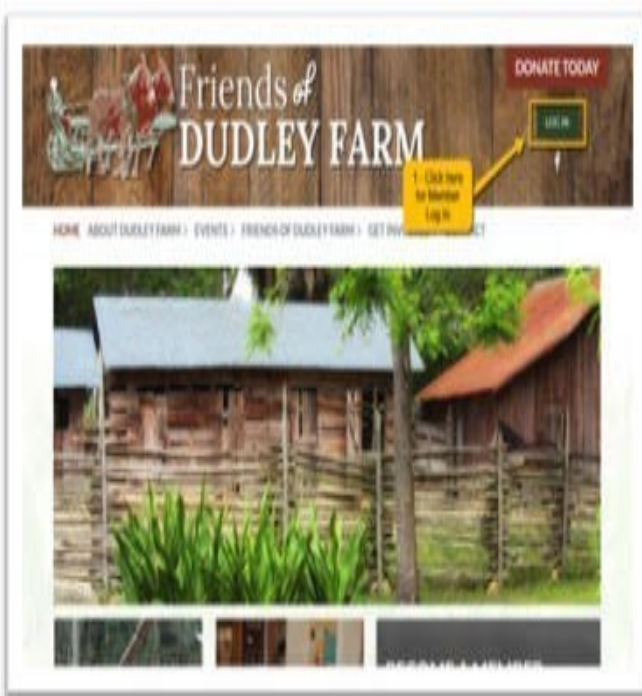 Friends of
DUDLEY FARM
DONATE TODAY
LOG IN
1 - Click here
for Member
Log In
HOME ABOUT DUDLEY FARM EVENTS FRIENDS OF DUDLEY FARM